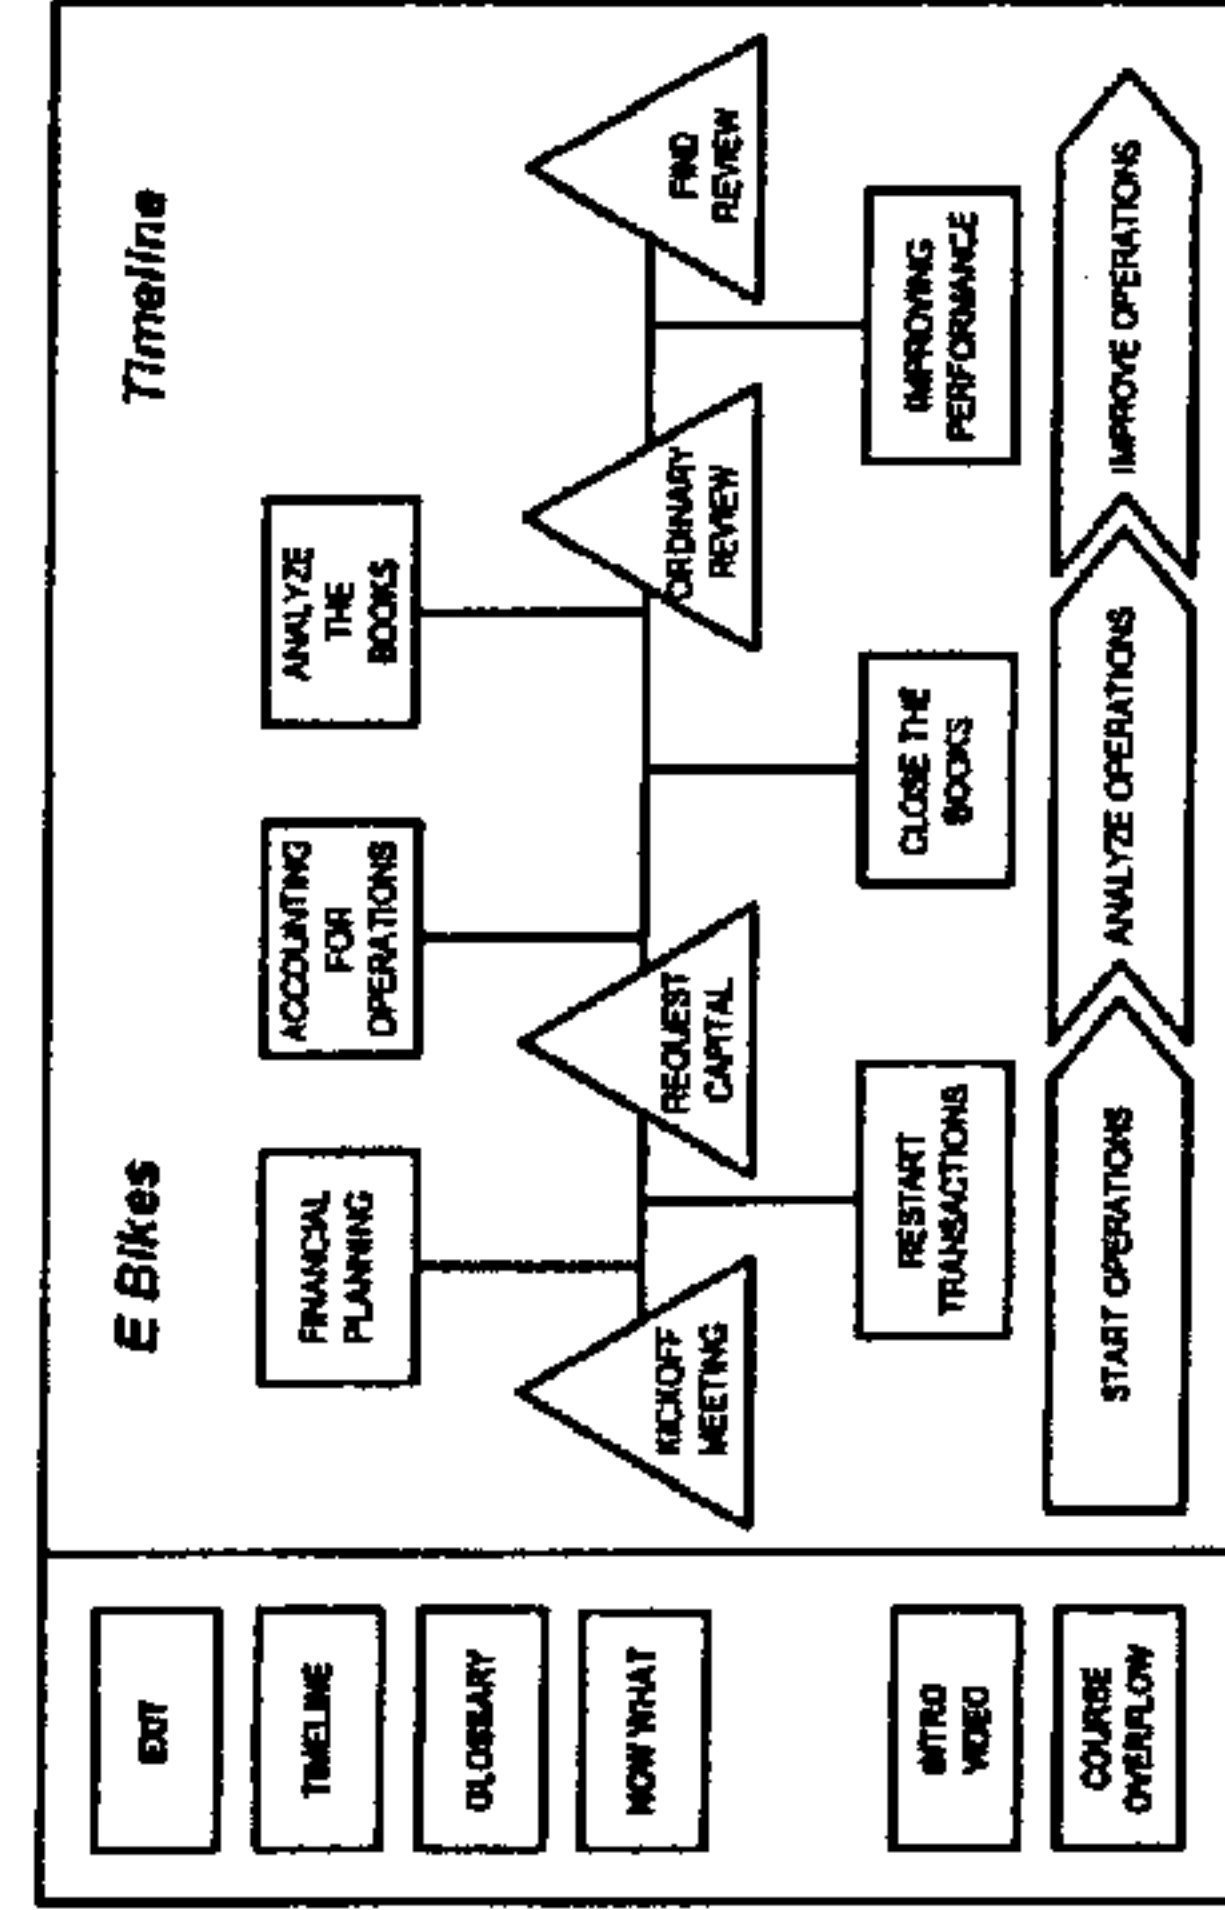 E Bikes
Timeline
EXIT
TIMELINE
GLOSSARY
NOW WHAT
INTRO
VIDEO
COURSE
OVERFLOW
FINANCIAL
PLANNING
ACCOUNTING
FOR
OPERATIONS
ANALYZE
THE
BOOKS
KICKOFF
MEETING
REQUEST
CAPITAL
ORDINARY
REVIEW
FIND
REVIEW
RESTART
TRANSACTIONS
CLOSE THE
BOOKS
IMPROVING
PERFORMANCE
START OPERATIONS
ANALYZE OPERATIONS
IMPROVE OPERATIONS